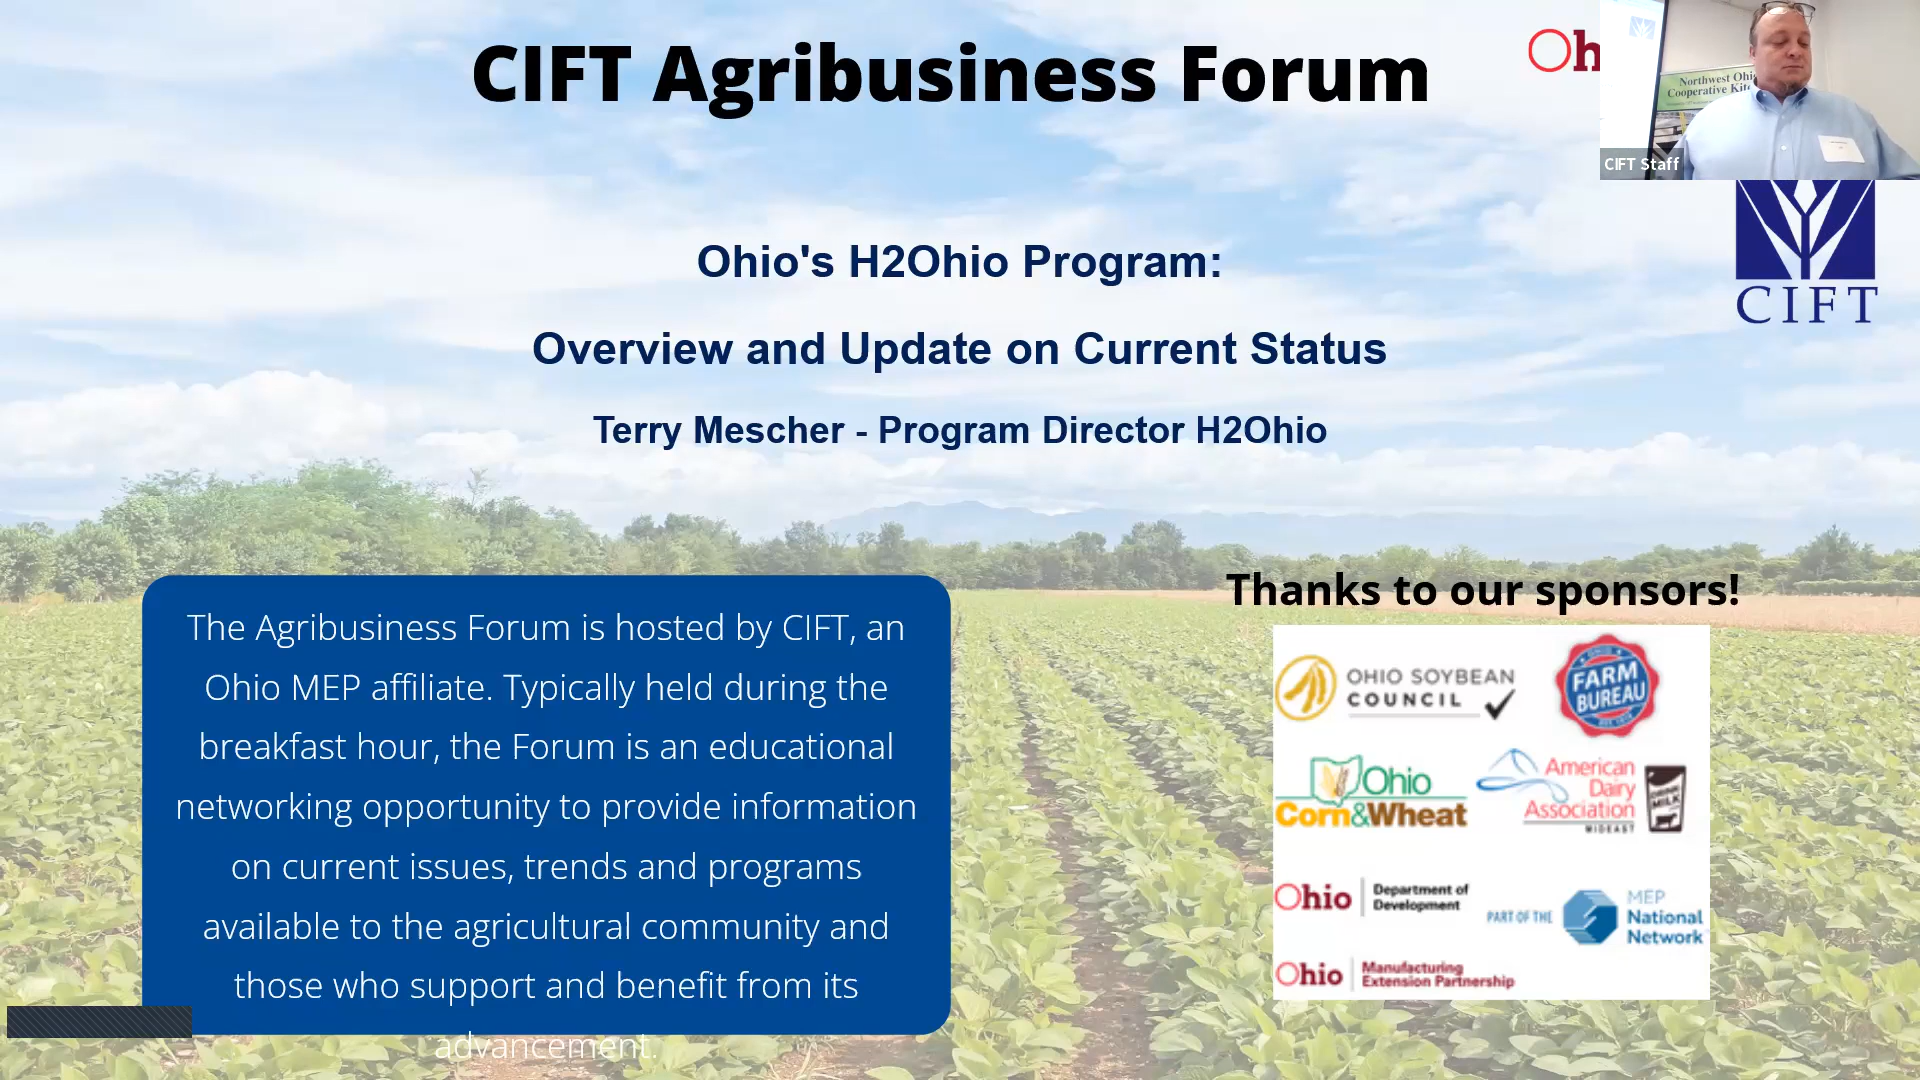 CIFT Agribusiness Forum
Oh
Northwest Ohi
Cooperative Kit
CIFT Staff
CIFT
Ohio's H2Ohio Program:
Overview and Update on Current Status
Terry Mescher - Program Director H2Ohio
The Agribusiness Forum is hosted by CIFT, an
Ohio MEP affiliate. Typically held during the
breakfast hour, the Forum is an educational
networking opportunity to provide information
on current issues, trends and programs
available to the agricultural community and
those who support and benefit from its
advancement.
Thanks to our sponsors!
OHIO SOYBEAN
COUNCIL
OHIO
FARM
BUREAU
Ohio
Corn&Wheat
American
Dairy
Association
MIDEAST
DRINK
MILK
Ohio
Department of
Development
PART OF THE
MEP
National
Network
Ohio
Manufacturing
Extension Partnership